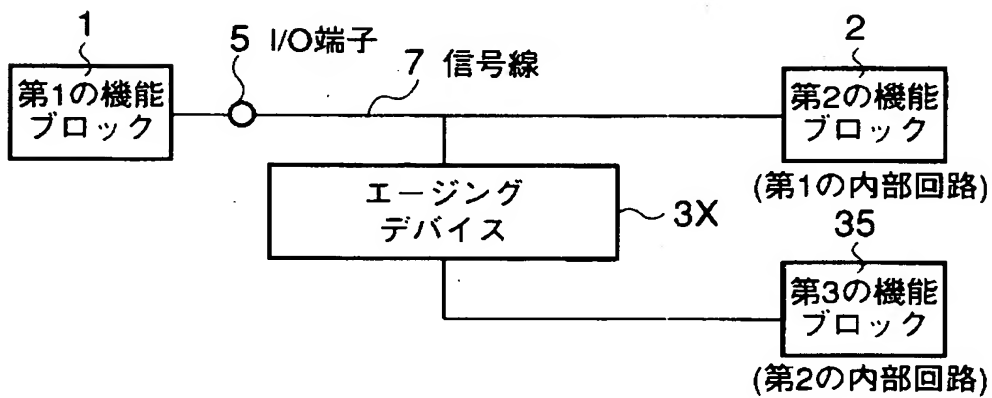 1
第1の機能
ブロック
5 I/O端子
7 信号線
2
第2の機能
ブロック
(第1の内部回路)
エージング
デバイス
3X
35
第3の機能
ブロック
(第2の内部回路)